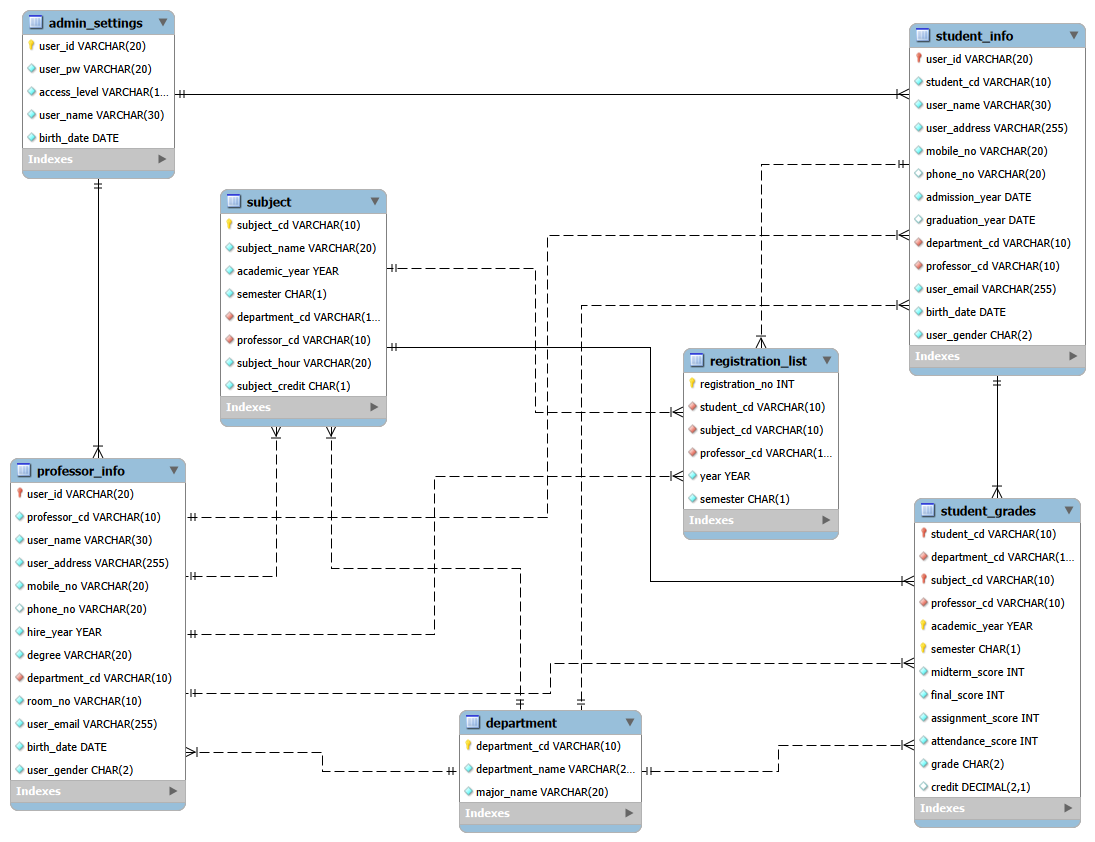 admin_settings
user_id VARCHAR(20)
user_pw VARCHAR(20)
access_level VARCHAR(1...
user_name VARCHAR(30)
birth_date DATE
Indexes
student_info
user_id VARCHAR(20)
student_cd VARCHAR(10)
user_name VARCHAR(30)
user_address VARCHAR(255)
mobile_no VARCHAR(20)
phone_no VARCHAR(20)
admission_year DATE
graduation_year DATE
department_cd VARCHAR(10)
professor_cd VARCHAR(10)
user_email VARCHAR(255)
birth_date DATE
user_gender CHAR(2)
Indexes
subject
subject_cd VARCHAR(10)
subject_name VARCHAR(20)
academic_year YEAR
semester CHAR(1)
department_cd VARCHAR(1...
professor_cd VARCHAR(10)
subject_hour VARCHAR(20)
subject_credit CHAR(1)
Indexes
registration_list
registration_no INT
student_cd VARCHAR(10)
subject_cd VARCHAR(10)
professor_cd VARCHAR(1...
year YEAR
semester CHAR(1)
Indexes
professor_info
user_id VARCHAR(20)
professor_cd VARCHAR(10)
user_name VARCHAR(30)
user_address VARCHAR(255)
mobile_no VARCHAR(20)
phone_no VARCHAR(20)
hire_year YEAR
degree VARCHAR(20)
department_cd VARCHAR(10)
room_no VARCHAR(10)
user_email VARCHAR(255)
birth_date DATE
user_gender CHAR(2)
Indexes
student_grades
student_cd VARCHAR(10)
department_cd VARCHAR(1...
subject_cd VARCHAR(10)
professor_cd VARCHAR(10)
academic_year YEAR
semester CHAR(1)
midterm_score INT
final_score INT
assignment_score INT
attendance_score INT
grade CHAR(2)
credit DECIMAL(2,1)
Indexes
department
department_cd VARCHAR(10)
department_name VARCHAR(2...
major_name VARCHAR(20)
Indexes